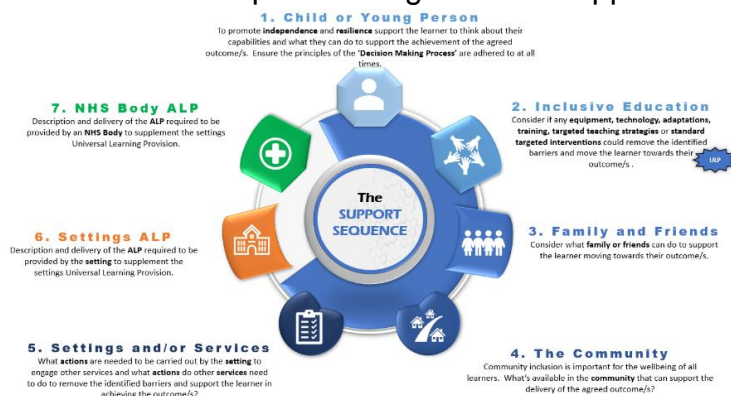 1. Child or Young Person
To promote independence and resilience support the learner to think about their
capabilities and what they can do to support the achievement of the agreed
outcome/s. Ensure the principles of the 'Decision Making Process' are adhered to at all
times.
2. Inclusive Education
Consider if any equipment, technology, adaptations,
training, targeted teaching strategies or standard
targeted interventions could remove the identified
barriers and move the learner towards their
outcome/s .
ULP
3. Family and Friends
Consider what family or friends can do to support
the learner moving towards their outcome/s.
4. The Community
Community inclusion is important for the wellbeing of all
learners. What's available in the community that can support the
delivery of the agreed outcome/s?
5. Settings and/or Services
What actions are needed to be carried out by the setting to
engage other services and what actions do other services need
to do to remove the identified barriers and support the learner in
achieving the outcome/s?
6. Settings ALP
Description and delivery of the ALP required to be
provided by the setting to supplement the
settings Universal Learning Provision.
7. NHS Body ALP
Description and delivery of the ALP required to be
provided by an NHS Body to supplement the settings
Universal Learning Provision.
The
SUPPORT
SEQUENCE